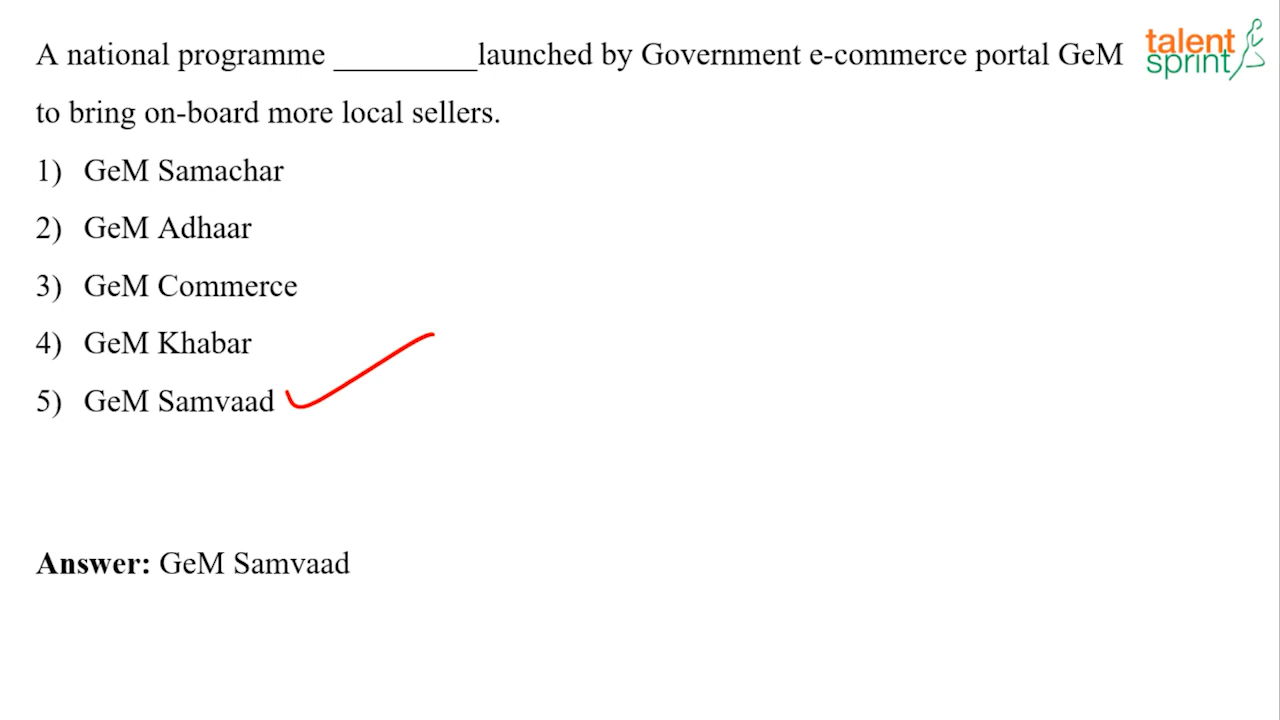 A national programme _________launched by Government e-commerce portal GeM
to bring on-board more local sellers.
1) GeM Samachar
2) GeM Adhaar
3) GeM Commerce
4) GeM Khabar
5) GeM Samvaad
Answer: GeM Samvaad
talent
sprint